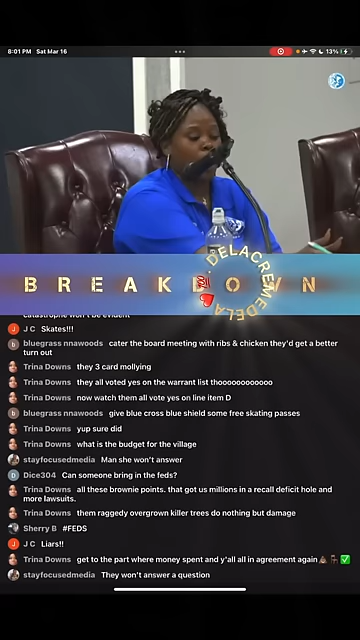 8:01 PM Sat Mar 16
13%
BREAKDOWN
DELACREMEDELA
catastrophe won't be evident
J C Skates!!!
bluegrass nnawoods cater the board meeting with ribs & chicken they'd get a better
turn out
Trina Downs they 3 card mollying
Trina Downs they all voted yes on the warrant list thooooooooooo
Trina Downs now watch them all vote yes on line item D
bluegrass nnawoods give blue cross blue shield some free skating passes
Trina Downs yup sure did
Trina Downs what is the budget for the village
stayfocusedmedia Man she won't answer
Dice304 Can someone bring in the feds?
Trina Downs all these brownie points. that got us millions in a recall deficit hole and
more lawsuits.
Trina Downs them raggedy overgrown killer trees do nothing but damage
Sherry B #FEDS
J C Liars!!
Trina Downs get to the part where money spent and y'all all in agreement again💩🪑✅
stayfocusedmedia They won't answer a question